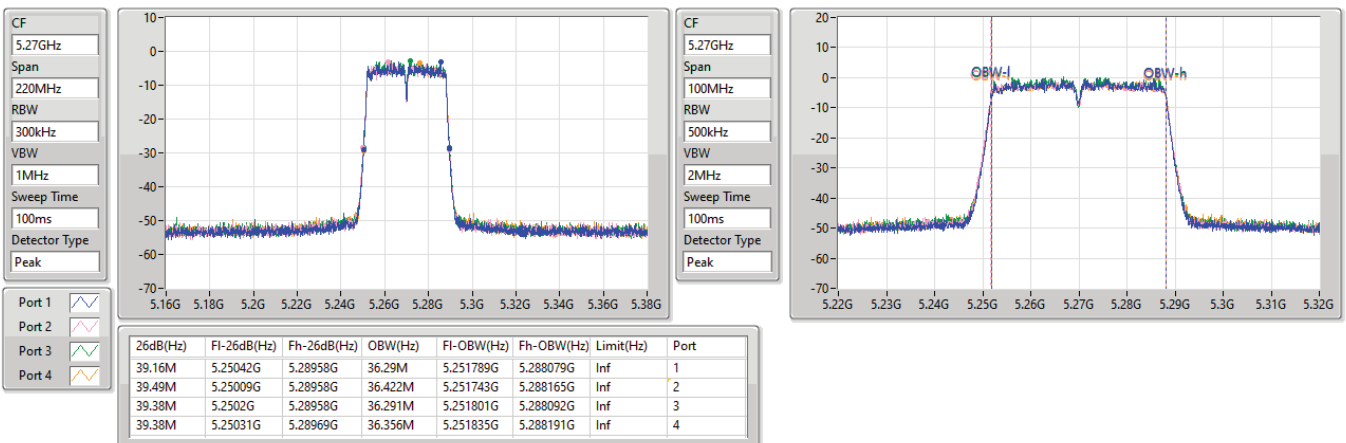 CF
5.27GHz
Span
220MHz
RBW
300kHz
VBW
1MHz
Sweep Time
100ms
Detector Type
Peak
10
0
-10
-20
-30
-40
-50
-60
-70
5.16G 5.18G 5.2G 5.22G 5.24G 5.26G 5.28G 5.3G 5.32G 5.34G 5.36G 5.38G
CF
5.27GHz
Span
100MHz
RBW
500kHz
VBW
2MHz
Sweep Time
100ms
Detector Type
Peak
20
10
0
-10
-20
-30
-40
-50
-60
-70
OBW-l OBW-h
5.22G 5.23G 5.24G 5.25G 5.26G 5.27G 5.28G 5.29G 5.3G 5.31G 5.32G
Port 1
Port 2
Port 3
Port 4
26dB(Hz) Fl-26dB(Hz) Fh-26dB(Hz) OBW(Hz) Fl-OBW(Hz) Fh-OBW(Hz) Limit(Hz) Port
39.16M 5.25042G 5.28958G 36.29M 5.251789G 5.288079G Inf 1
39.49M 5.25009G 5.28958G 36.422M 5.251743G 5.288165G Inf 2
39.38M 5.2502G 5.28958G 36.291M 5.251801G 5.288092G Inf 3
39.38M 5.25031G 5.28969G 36.356M 5.251835G 5.288191G Inf 4